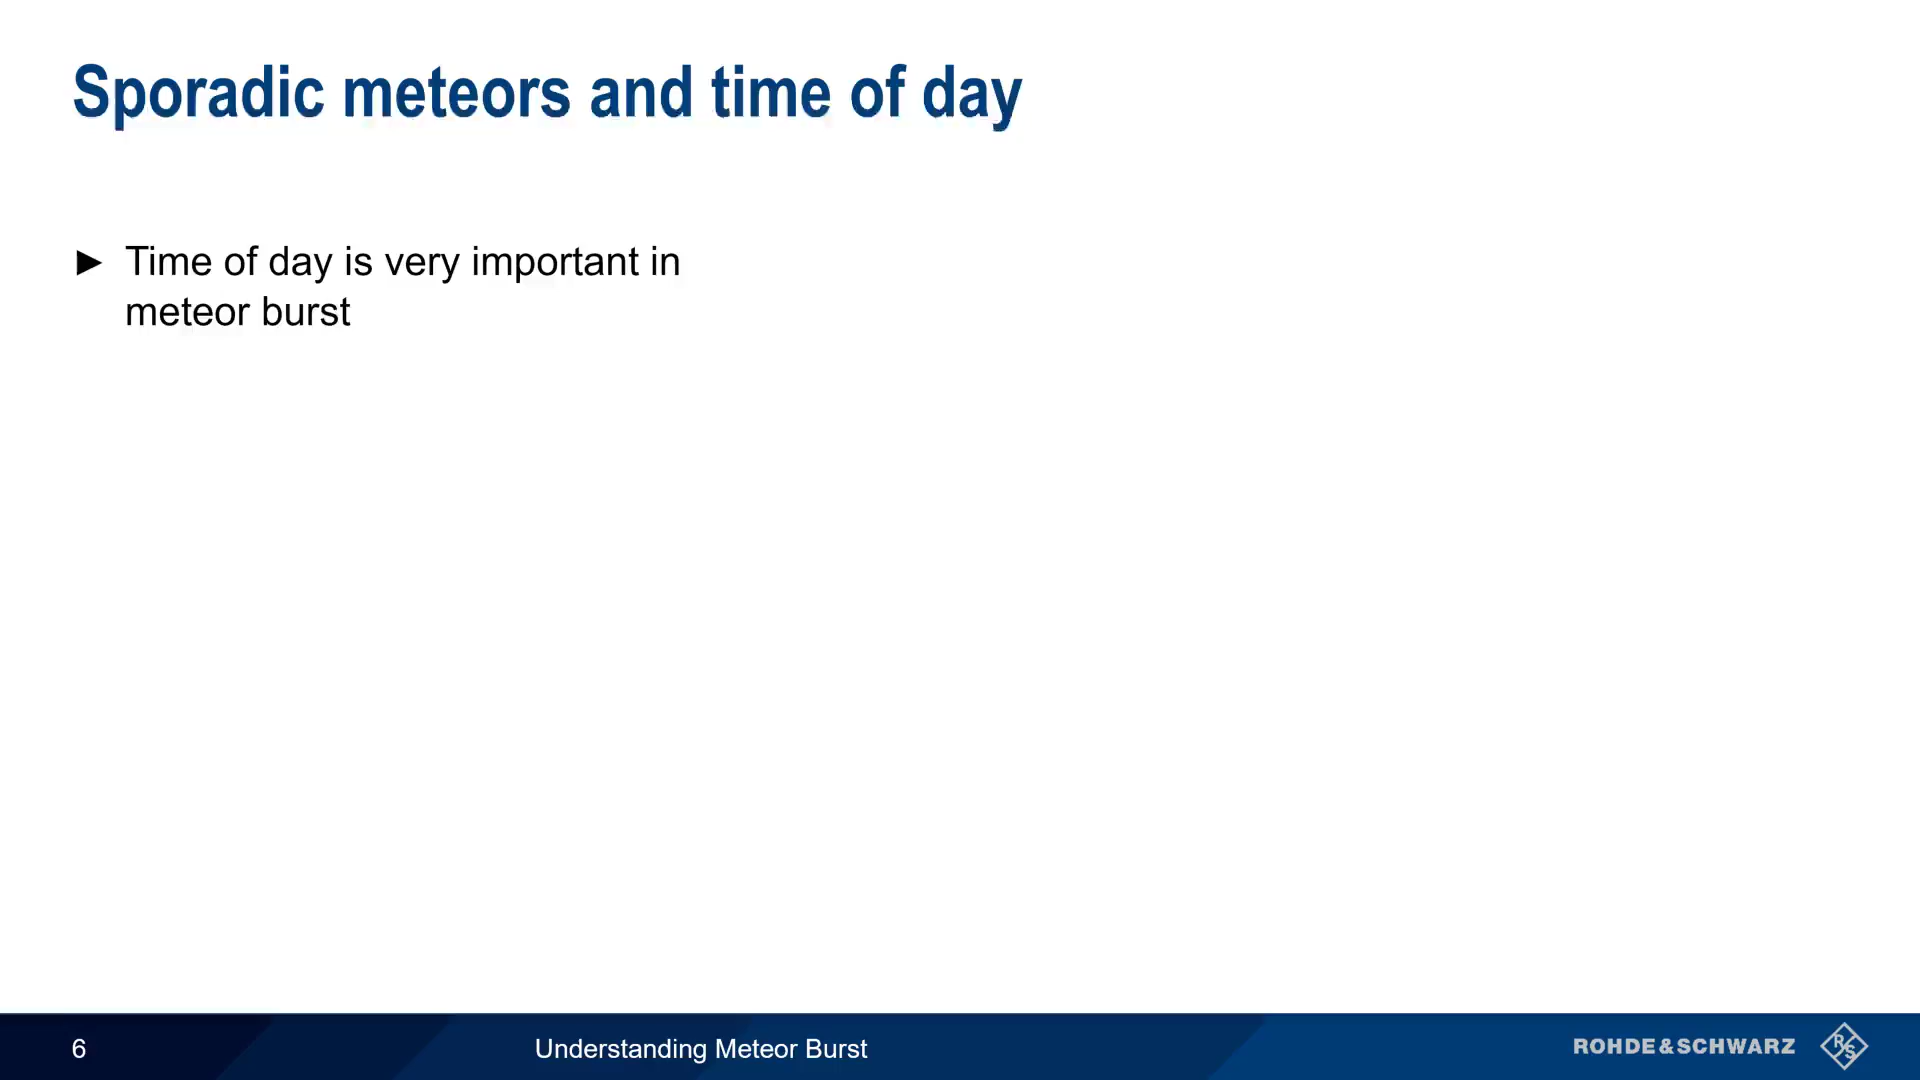 Sporadic meteors and time of day
► Time of day is very important in
meteor burst
6
Understanding Meteor Burst
ROHDE&SCHWARZ
R&S